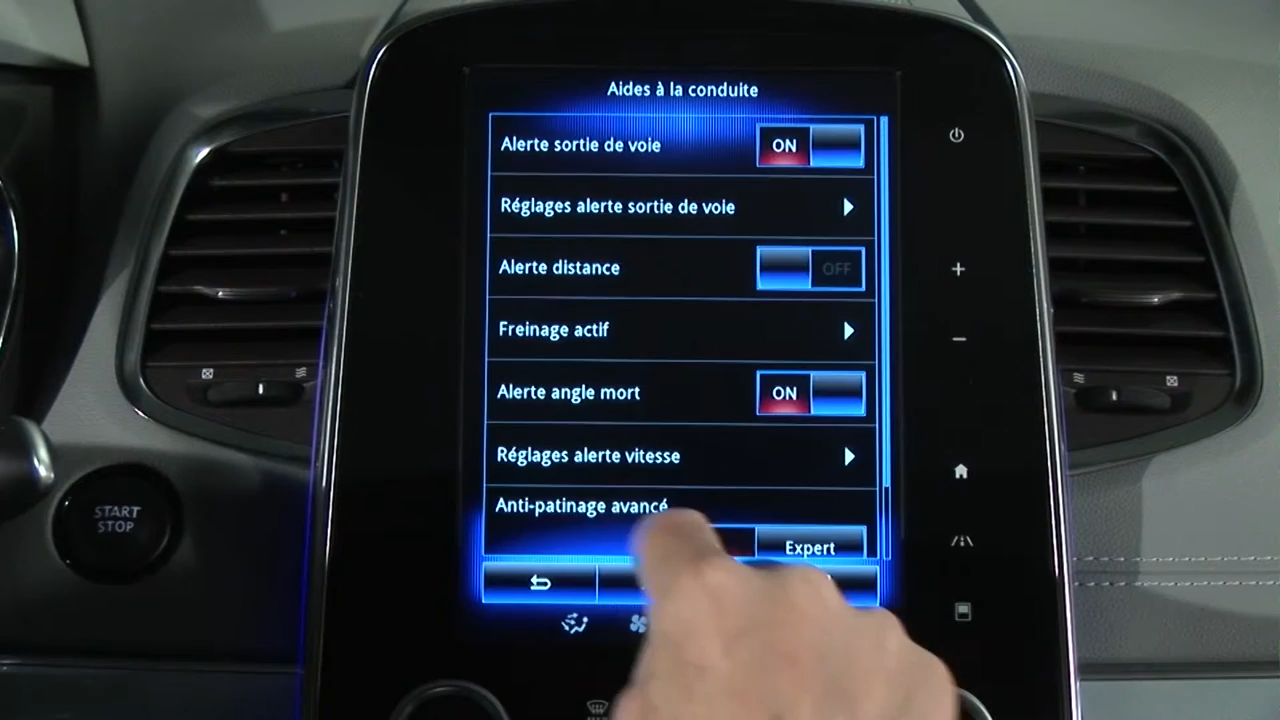 Aides à la conduite
Alerte sortie de voie ON
Réglages alerte sortie de voie
Alerte distance OFF
Freinage actif
Alerte angle mort ON
Réglages alerte vitesse
Anti-patinage avancé
Expert
START
STOP